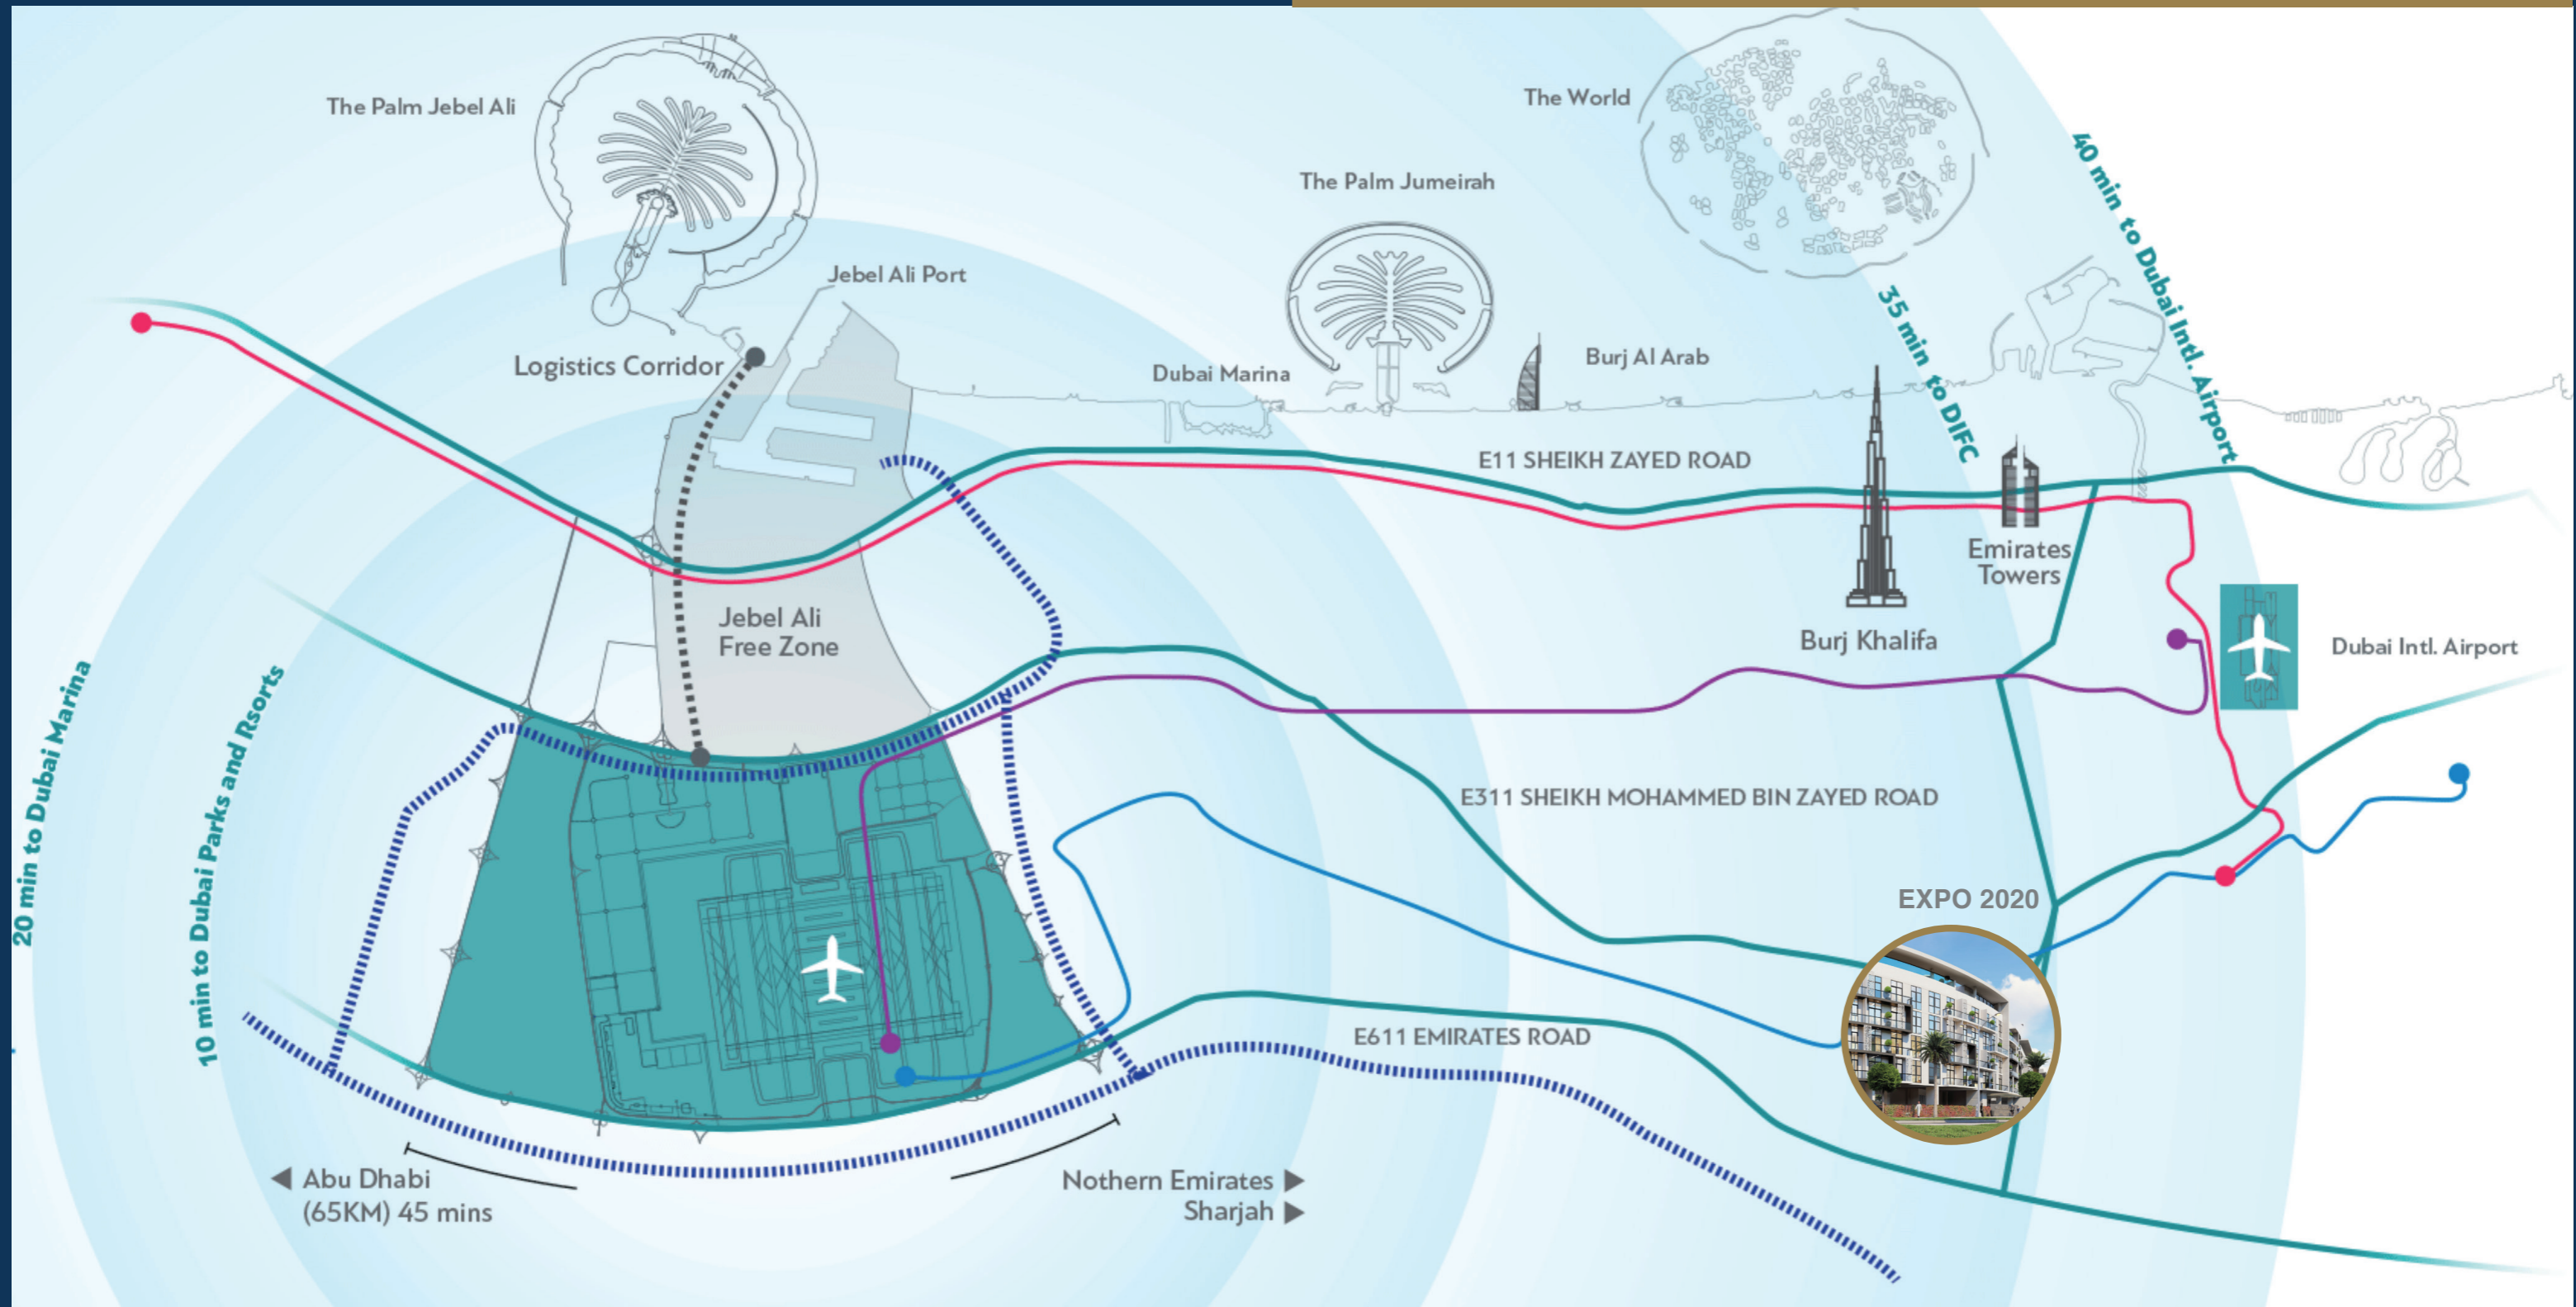 The Palm Jebel Ali
The World
The Palm Jumeirah
Jebel Ali Port
Logistics Corridor
Dubai Marina
Burj Al Arab
40 min to Dubai Intl. Airport
35 min to DIFC
E11 SHEIKH ZAYED ROAD
Emirates
Towers
Jebel Ali
Free Zone
Burj Khalifa
Dubai Intl. Airport
20 min to Dubai Marina
10 min to Dubai Parks and Rsorts
E311 SHEIKH MOHAMMED BIN ZAYED ROAD
EXPO 2020
E611 EMIRATES ROAD
Abu Dhabi
(65KM) 45 mins
Nothern Emirates
Sharjah